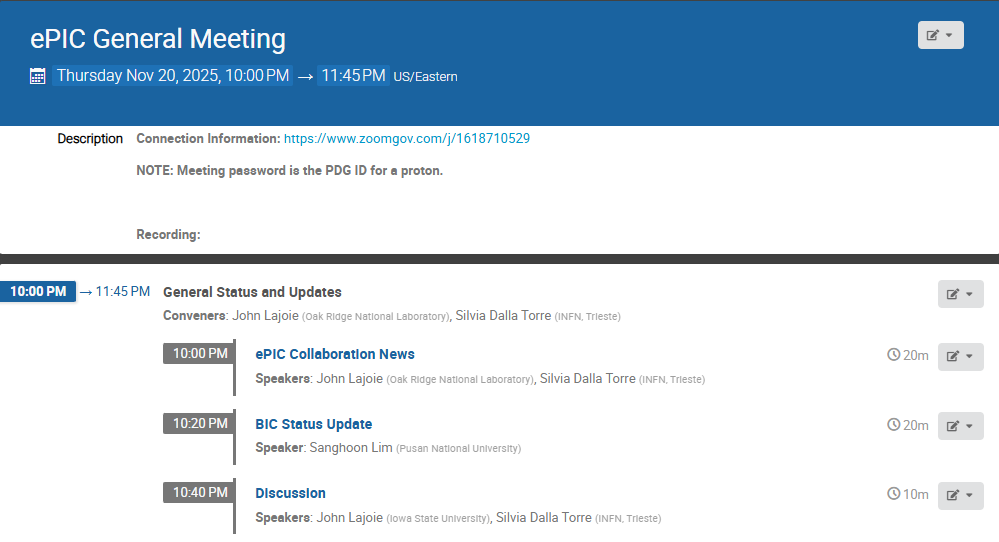 ePIC General Meeting
Thursday Nov 20, 2025, 10:00 PM → 11:45 PM US/Eastern
Description Connection Information: https://www.zoomgov.com/j/1618710529
NOTE: Meeting password is the PDG ID for a proton.
Recording:
10:00 PM → 11:45 PM General Status and Updates
Conveners: John Lajoie (Oak Ridge National Laboratory), Silvia Dalla Torre (INFN, Trieste)
10:00 PM ePIC Collaboration News 20m
Speakers: John Lajoie (Oak Ridge National Laboratory), Silvia Dalla Torre (INFN, Trieste)
10:20 PM BIC Status Update 20m
Speaker: Sanghoon Lim (Pusan National University)
10:40 PM Discussion 10m
Speakers: John Lajoie (Iowa State University), Silvia Dalla Torre (INFN, Trieste)